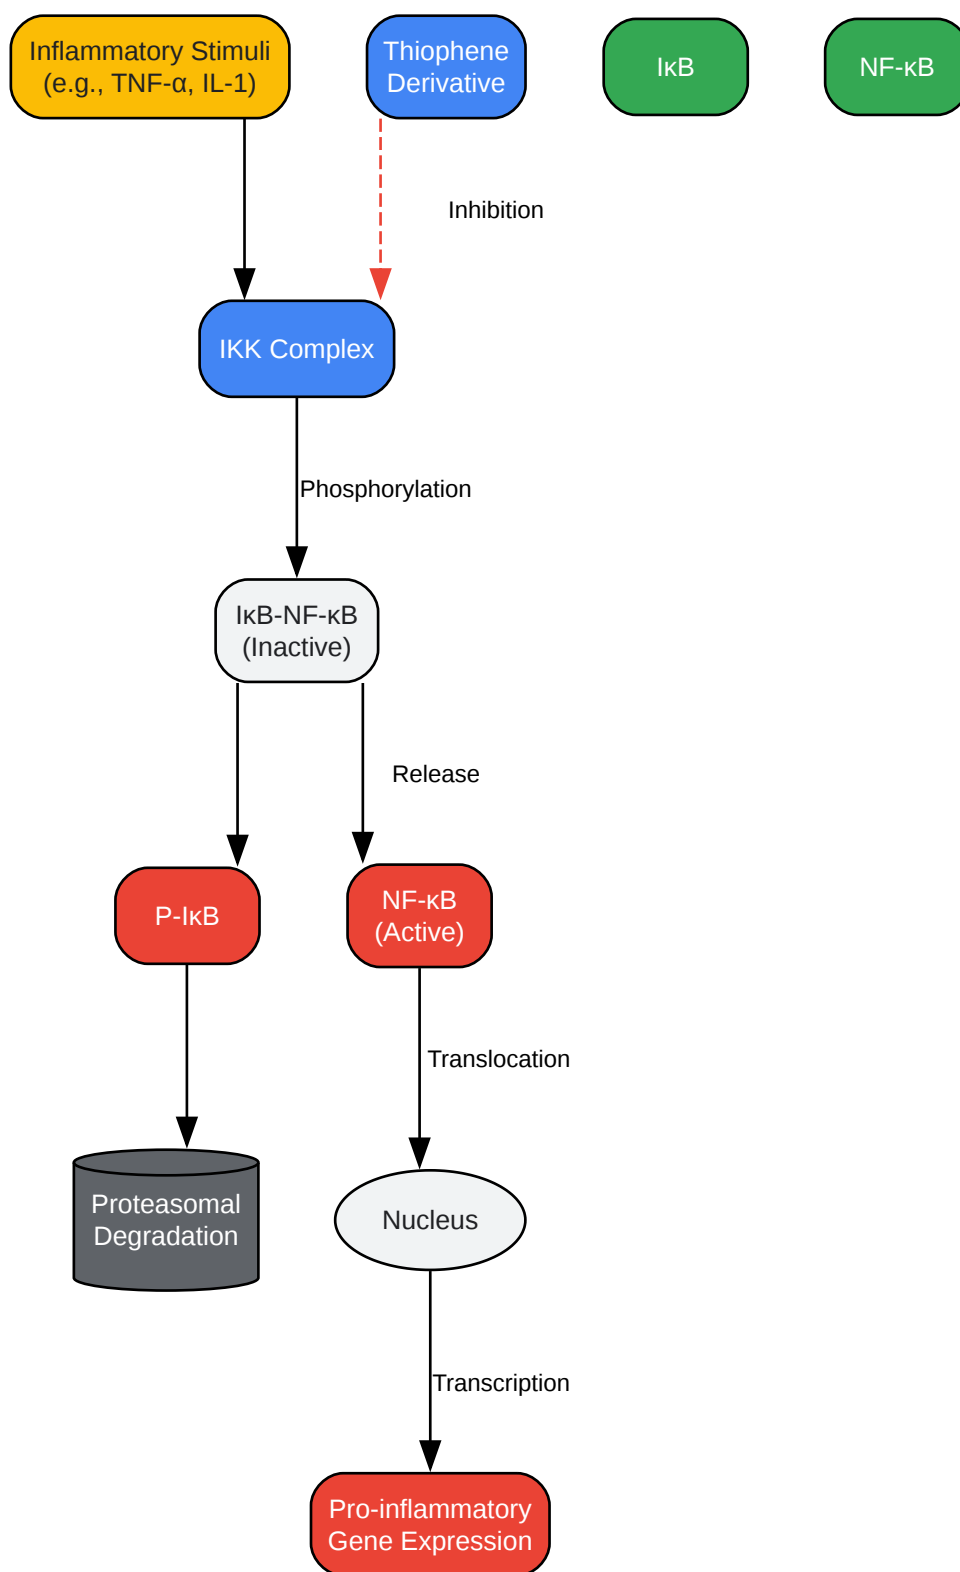 Inflammatory Stimuli
(e.g., TNF-α, IL-1)
Thiophene
Derivative
IκB
NF-κB
Inhibition
IKK Complex
Phosphorylation
IκB-NF-κB
(Inactive)
Release
P-IκB
NF-κB
(Active)
Translocation
Proteasomal
Degradation
Nucleus
Transcription
Pro-inflammatory
Gene Expression